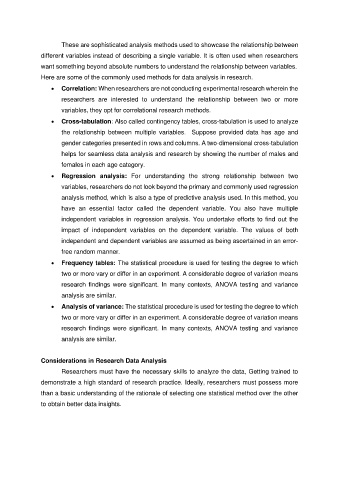 These are sophisticated analysis methods used to showcase the relationship between
different variables instead of describing a single variable. It is often used when researchers
want something beyond absolute numbers to understand the relationship between variables.
Here are some of the commonly used methods for data analysis in research.
• Correlation: When researchers are not conducting experimental research wherein the
researchers are interested to understand the relationship between two or more
variables, they opt for correlational research methods.
• Cross-tabulation: Also called contingency tables, cross-tabulation is used to analyze
the relationship between multiple variables. Suppose provided data has age and
gender categories presented in rows and columns. A two-dimensional cross-tabulation
helps for seamless data analysis and research by showing the number of males and
females in each age category.
• Regression analysis: For understanding the strong relationship between two
variables, researchers do not look beyond the primary and commonly used regression
analysis method, which is also a type of predictive analysis used. In this method, you
have an essential factor called the dependent variable. You also have multiple
independent variables in regression analysis. You undertake efforts to find out the
impact of independent variables on the dependent variable. The values of both
independent and dependent variables are assumed as being ascertained in an error-
free random manner.
• Frequency tables: The statistical procedure is used for testing the degree to which
two or more vary or differ in an experiment. A considerable degree of variation means
research findings were significant. In many contexts, ANOVA testing and variance
analysis are similar.
• Analysis of variance: The statistical procedure is used for testing the degree to which
two or more vary or differ in an experiment. A considerable degree of variation means
research findings were significant. In many contexts, ANOVA testing and variance
analysis are similar.
Considerations in Research Data Analysis
Researchers must have the necessary skills to analyze the data, Getting trained to
demonstrate a high standard of research practice. Ideally, researchers must possess more
than a basic understanding of the rationale of selecting one statistical method over the other
to obtain better data insights.